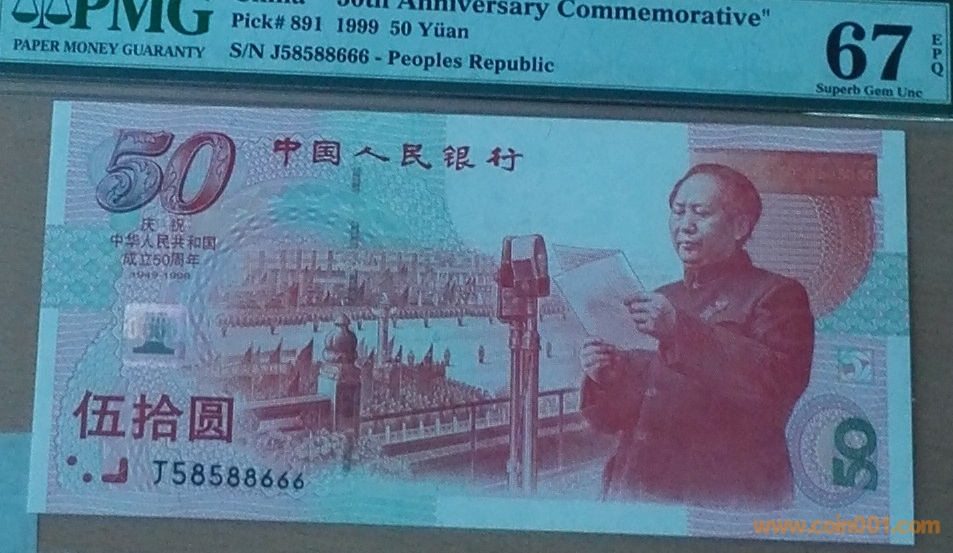 PMG
PAPER MONEY GUARANTY
Anniversary Commemorative"
Pick# 891 1999 50 Yüan
S/N J58588666 - Peoples Republic
67
EPQ
Superb Gem Unc
50
中国人民银行
庆祝
中华人民共和国
成立50周年
1949-1999
伍拾圆
J58588666
50
www.coin001.com